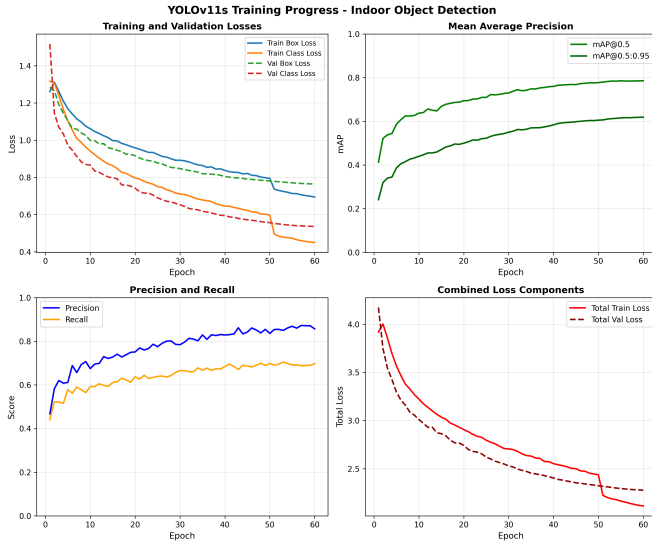 YOLOv11s Training Progress - Indoor Object Detection
Training and Validation Losses
Loss
1.4
1.2
1.0
0.8
0.6
0.4
Train Box Loss
Train Class Loss
Val Box Loss
Val Class Loss
0 10 20 30 40 50 60
Epoch
Mean Average Precision
mAP
1.0
0.8
0.6
0.4
0.2
0.0
mAP@0.5
mAP@0.5:0.95
0 10 20 30 40 50 60
Epoch
Precision and Recall
Score
1.0
0.8
0.6
0.4
0.2
0.0
Precision
Recall
0 10 20 30 40 50 60
Epoch
Combined Loss Components
Total Loss
4.0
3.5
3.0
2.5
Total Train Loss
Total Val Loss
0 10 20 30 40 50 60
Epoch